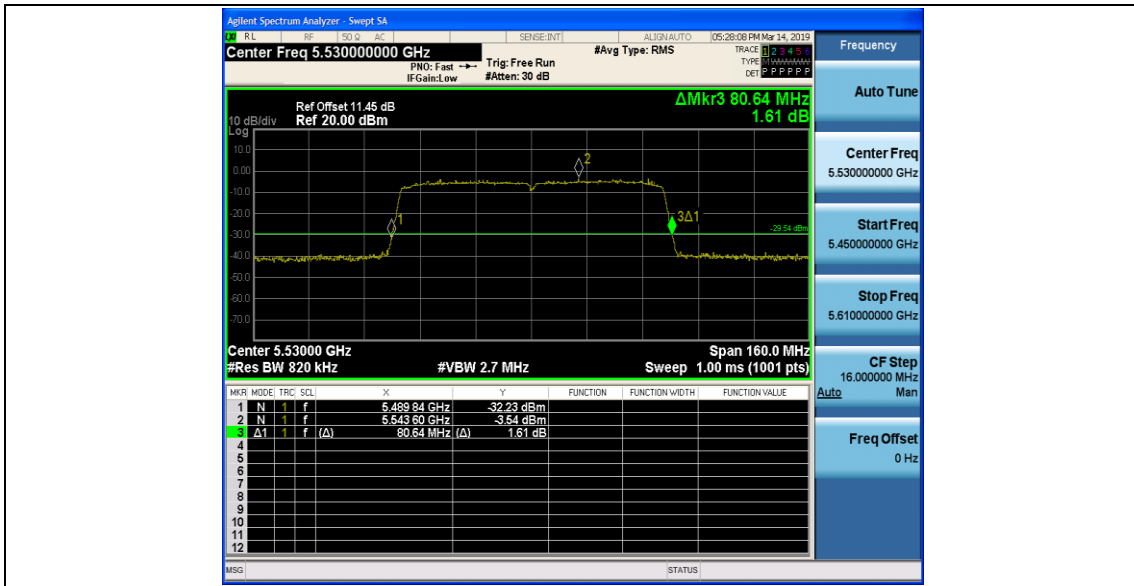 Agilent Spectrum Analyzer - Swept SA
RL RF 50 Ω AC SENSE:INT ALIGN AUTO 05:28:08 PM Mar 14, 2019
Center Freq 5.530000000 GHz #Avg Type: RMS TRACE 1 2 3 4 5 6
PNO: Fast Trig: Free Run TYPE M
IFGain:Low #Atten: 30 dB DET P P P P P P
Frequency
Auto Tune
Center Freq
5.530000000 GHz
Start Freq
5.450000000 GHz
Stop Freq
5.610000000 GHz
CF Step
16.000000 MHz
Auto Man
Freq Offset
0 Hz
ΔMkr3 80.64 MHz
1.61 dB
Ref Offset 11.45 dB
10 dB/div Ref 20.00 dBm
Log
10.0
0.00
-10.0
-20.0
-30.0
-40.0
-50.0
-60.0
-70.0
2
1
3Δ1
-29.54 dBm
Center 5.53000 GHz Span 160.0 MHz
#Res BW 820 kHz #VBW 2.7 MHz Sweep 1.00 ms (1001 pts)
MKR MODE TRC SCL X Y FUNCTION FUNCTION WIDTH FUNCTION VALUE
1 N 1 f 5.489 84 GHz -32.23 dBm
2 N 1 f 5.543 60 GHz -3.54 dBm
3 Δ1 1 f (Δ) 80.64 MHz (Δ) 1.61 dB
4
5
6
7
8
9
10
11
12
MSG STATUS